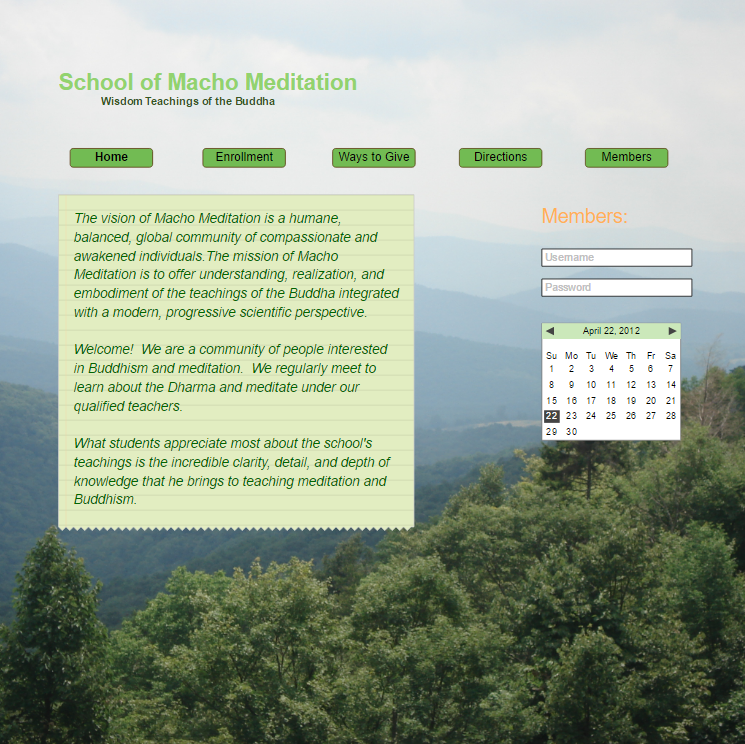 School of Macho Meditation
Wisdom Teachings of the Buddha
Home Enrollment Ways to Give Directions Members
The vision of Macho Meditation is a humane,
balanced, global community of compassionate and
awakened individuals.The mission of Macho
Meditation is to offer understanding, realization, and
embodiment of the teachings of the Buddha integrated
with a modern, progressive scientific perspective.
Welcome!  We are a community of people interested
in Buddhism and meditation.  We regularly meet to
learn about the Dharma and meditate under our
qualified teachers.
What students appreciate most about the school's
teachings is the incredible clarity, detail, and depth of
knowledge that he brings to teaching meditation and
Buddhism.
Members:
Username
Password
April 22, 2012
Su Mo Tu We Th Fr Sa
1 2 3 4 5 6 7
8 9 10 11 12 13 14
15 16 17 18 19 20 21
22 23 24 25 26 27 28
29 30